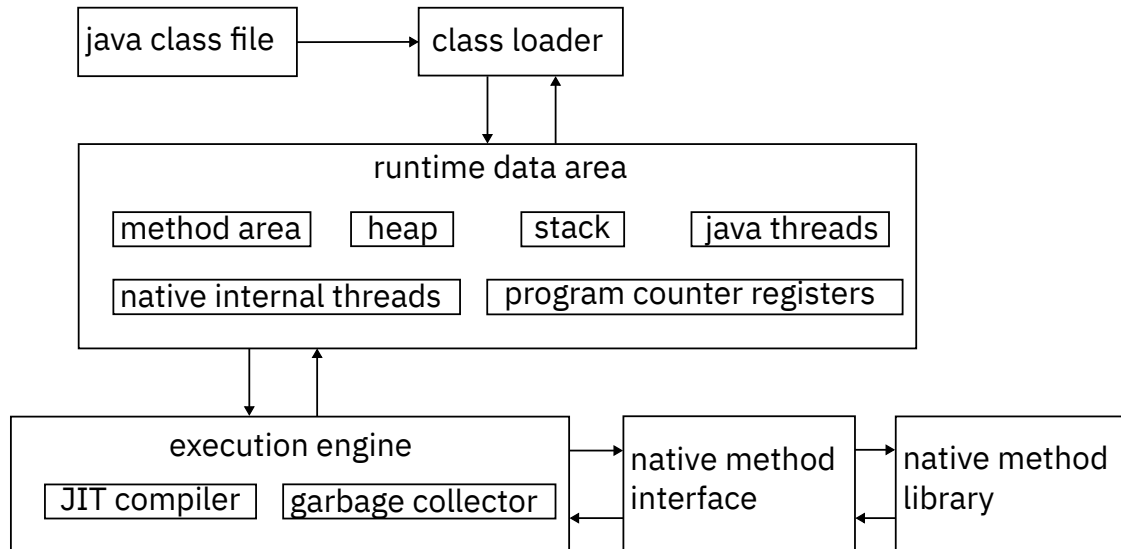 java class file
class loader
runtime data area
method area
heap
stack
java threads
native internal threads
program counter registers
execution engine
JIT compiler
garbage collector
native method
interface
native method
library